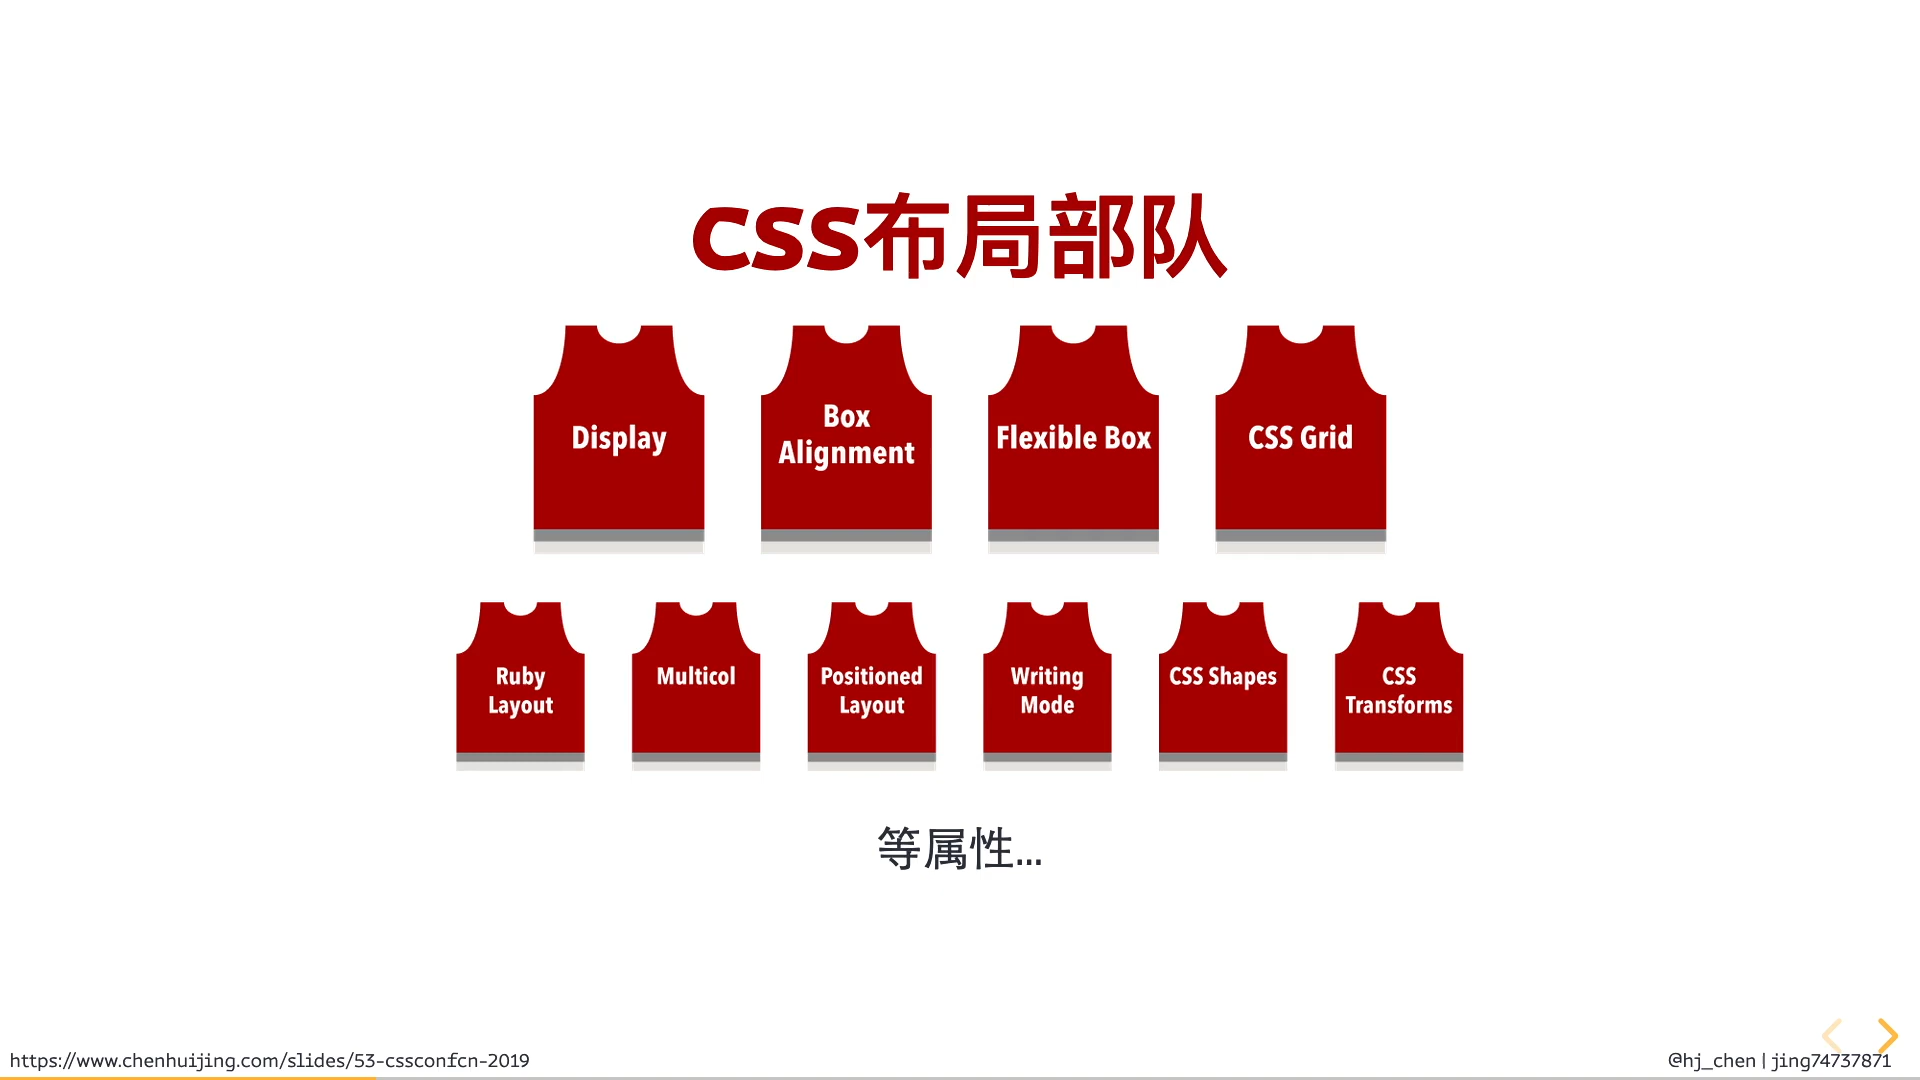 CSS布局部队
Display
Box
Alignment
Flexible Box
CSS Grid
Ruby
Layout
Multicol
Positioned
Layout
Writing
Mode
CSS Shapes
CSS
Transforms
等属性...
https://www.chenhuijing.com/slides/53-cssconfcn-2019
@hj_chen | jing74737871